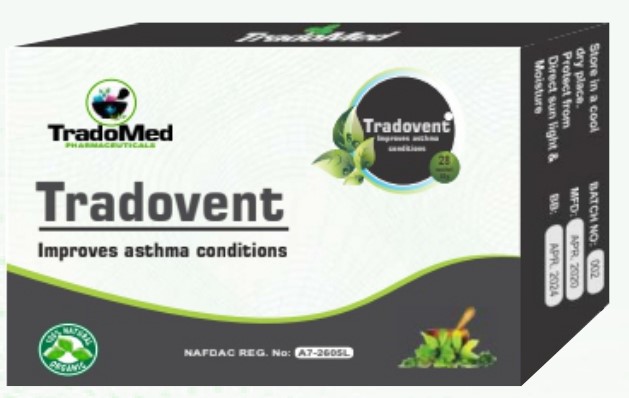 TradoMed
TradoMed
PHARMACEUTICALS
Tradovent
Improves asthma
conditions
28
Tradovent
Improves asthma conditions
100% NATURAL
ORGANIC
NAFDAC REG. No: A7-2605L
Store in a cool
dry place.
Protect from
Direct sun light &
Moisture
BATCH NO: 002
MFD: APR, 2020
BB: APR, 2024